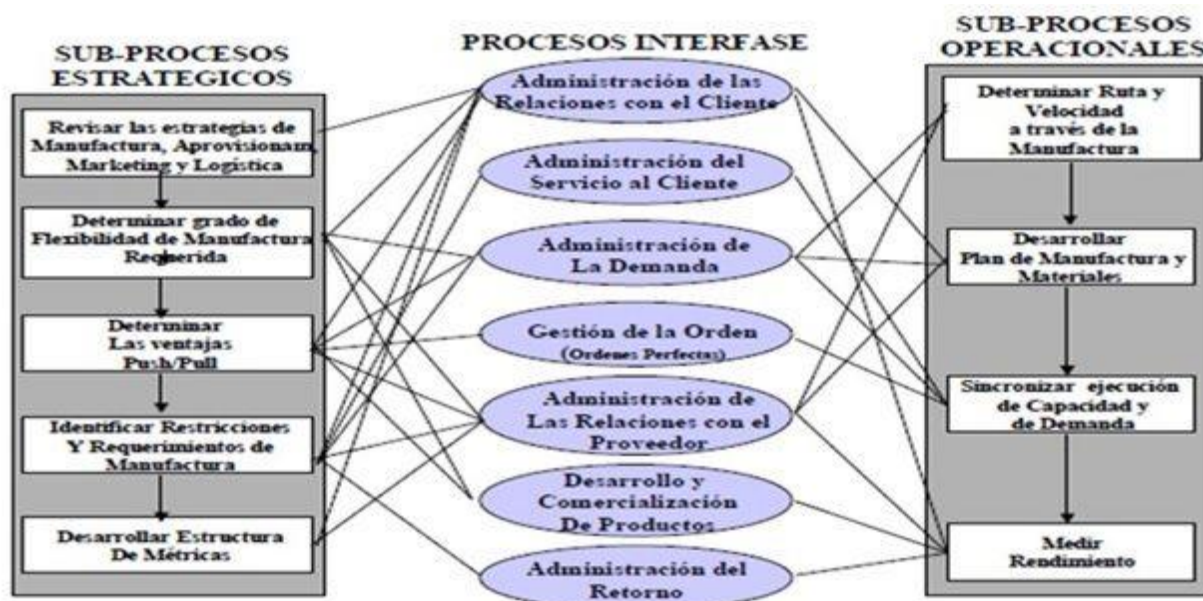 SUB-PROCESOS
ESTRATEGICOS
Revisar las estrategias de
Manufactura, Aprovisionam,
Marketing y Logística
Determinar grado de
Flexibilidad de Manufactura
Requerida
Determinar
Las ventajas
Push/Pull
Identificar Restricciones
Y Requerimientos de
Manufactura
Desarrollar Estructura
De Métricas
PROCESOS INTERFASE
Administración de las
Relaciones con el Cliente
Administración del
Servicio al Cliente
Administración de
La Demanda
Gestión de la Orden
(Ordenes Perfectas)
Administración de
Las Relaciones con el
Proveedor
Desarrollo y
Comercialización
De Productos
Administración del
Retorno
SUB-PROCESOS
OPERACIONALES
Determinar Ruta y
Velocidad
a través de la
Manufactura
Desarrollar
Plan de Manufactura y
Materiales
Sincronizar ejecución
de Capacidad y
de Demanda
Medir
Rendimiento